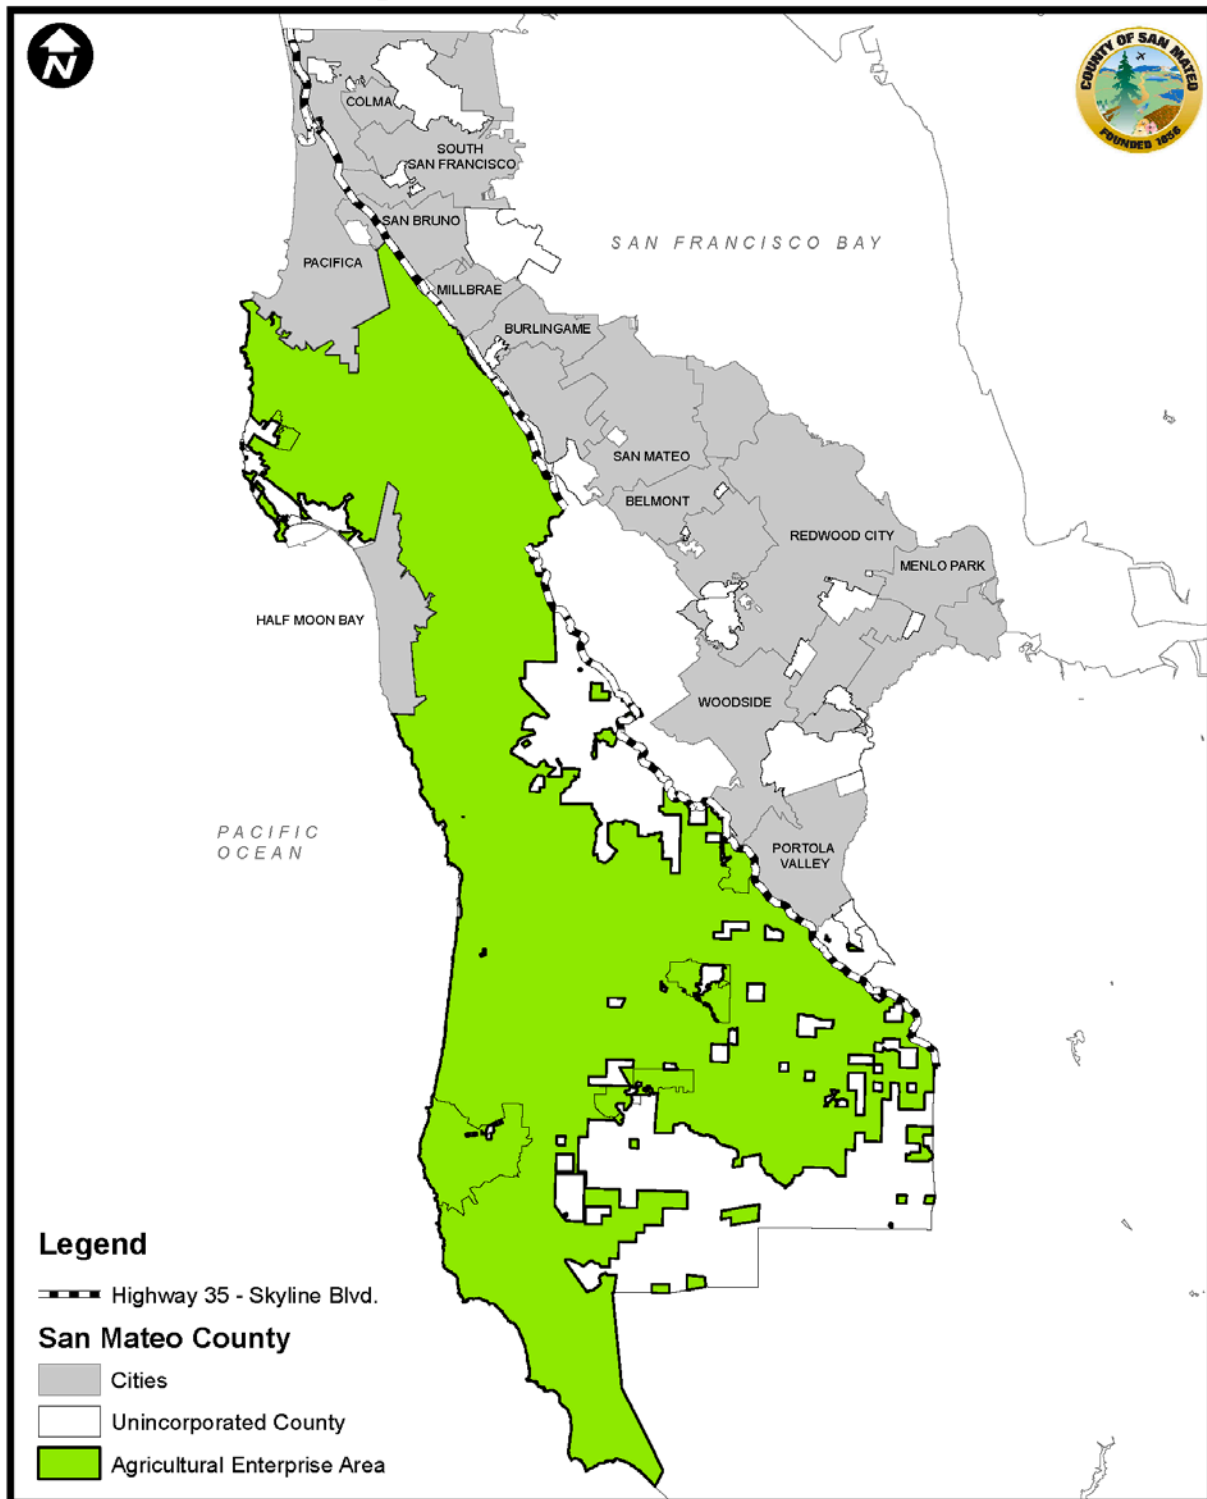 N
COUNTY OF SAN MATEO
FOUNDED 1856
COLMA
SOUTH
SAN FRANCISCO
SAN BRUNO
SAN FRANCISCO BAY
PACIFICA
MILLBRAE
BURLINGAME
SAN MATEO
BELMONT
REDWOOD CITY
MENLO PARK
HALF MOON BAY
WOODSIDE
PACIFIC
OCEAN
PORTOLA
VALLEY
Legend
Highway 35 - Skyline Blvd.
San Mateo County
Cities
Unincorporated County
Agricultural Enterprise Area